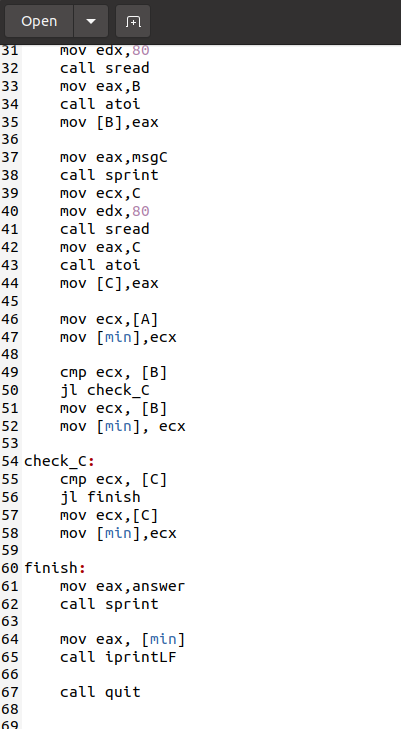 Open
31 mov edx,80
32 call sread
33 mov eax,B
34 call atoi
35 mov [B],eax
36
37 mov eax,msgC
38 call sprint
39 mov ecx,C
40 mov edx,80
41 call sread
42 mov eax,C
43 call atoi
44 mov [C],eax
45
46 mov ecx,[A]
47 mov [min],ecx
48
49 cmp ecx, [B]
50 jl check_C
51 mov ecx, [B]
52 mov [min], ecx
53
54 check_C:
55 cmp ecx, [C]
56 jl finish
57 mov ecx,[C]
58 mov [min],ecx
59
60 finish:
61 mov eax,answer
62 call sprint
63
64 mov eax, [min]
65 call iprintLF
66
67 call quit
68
69